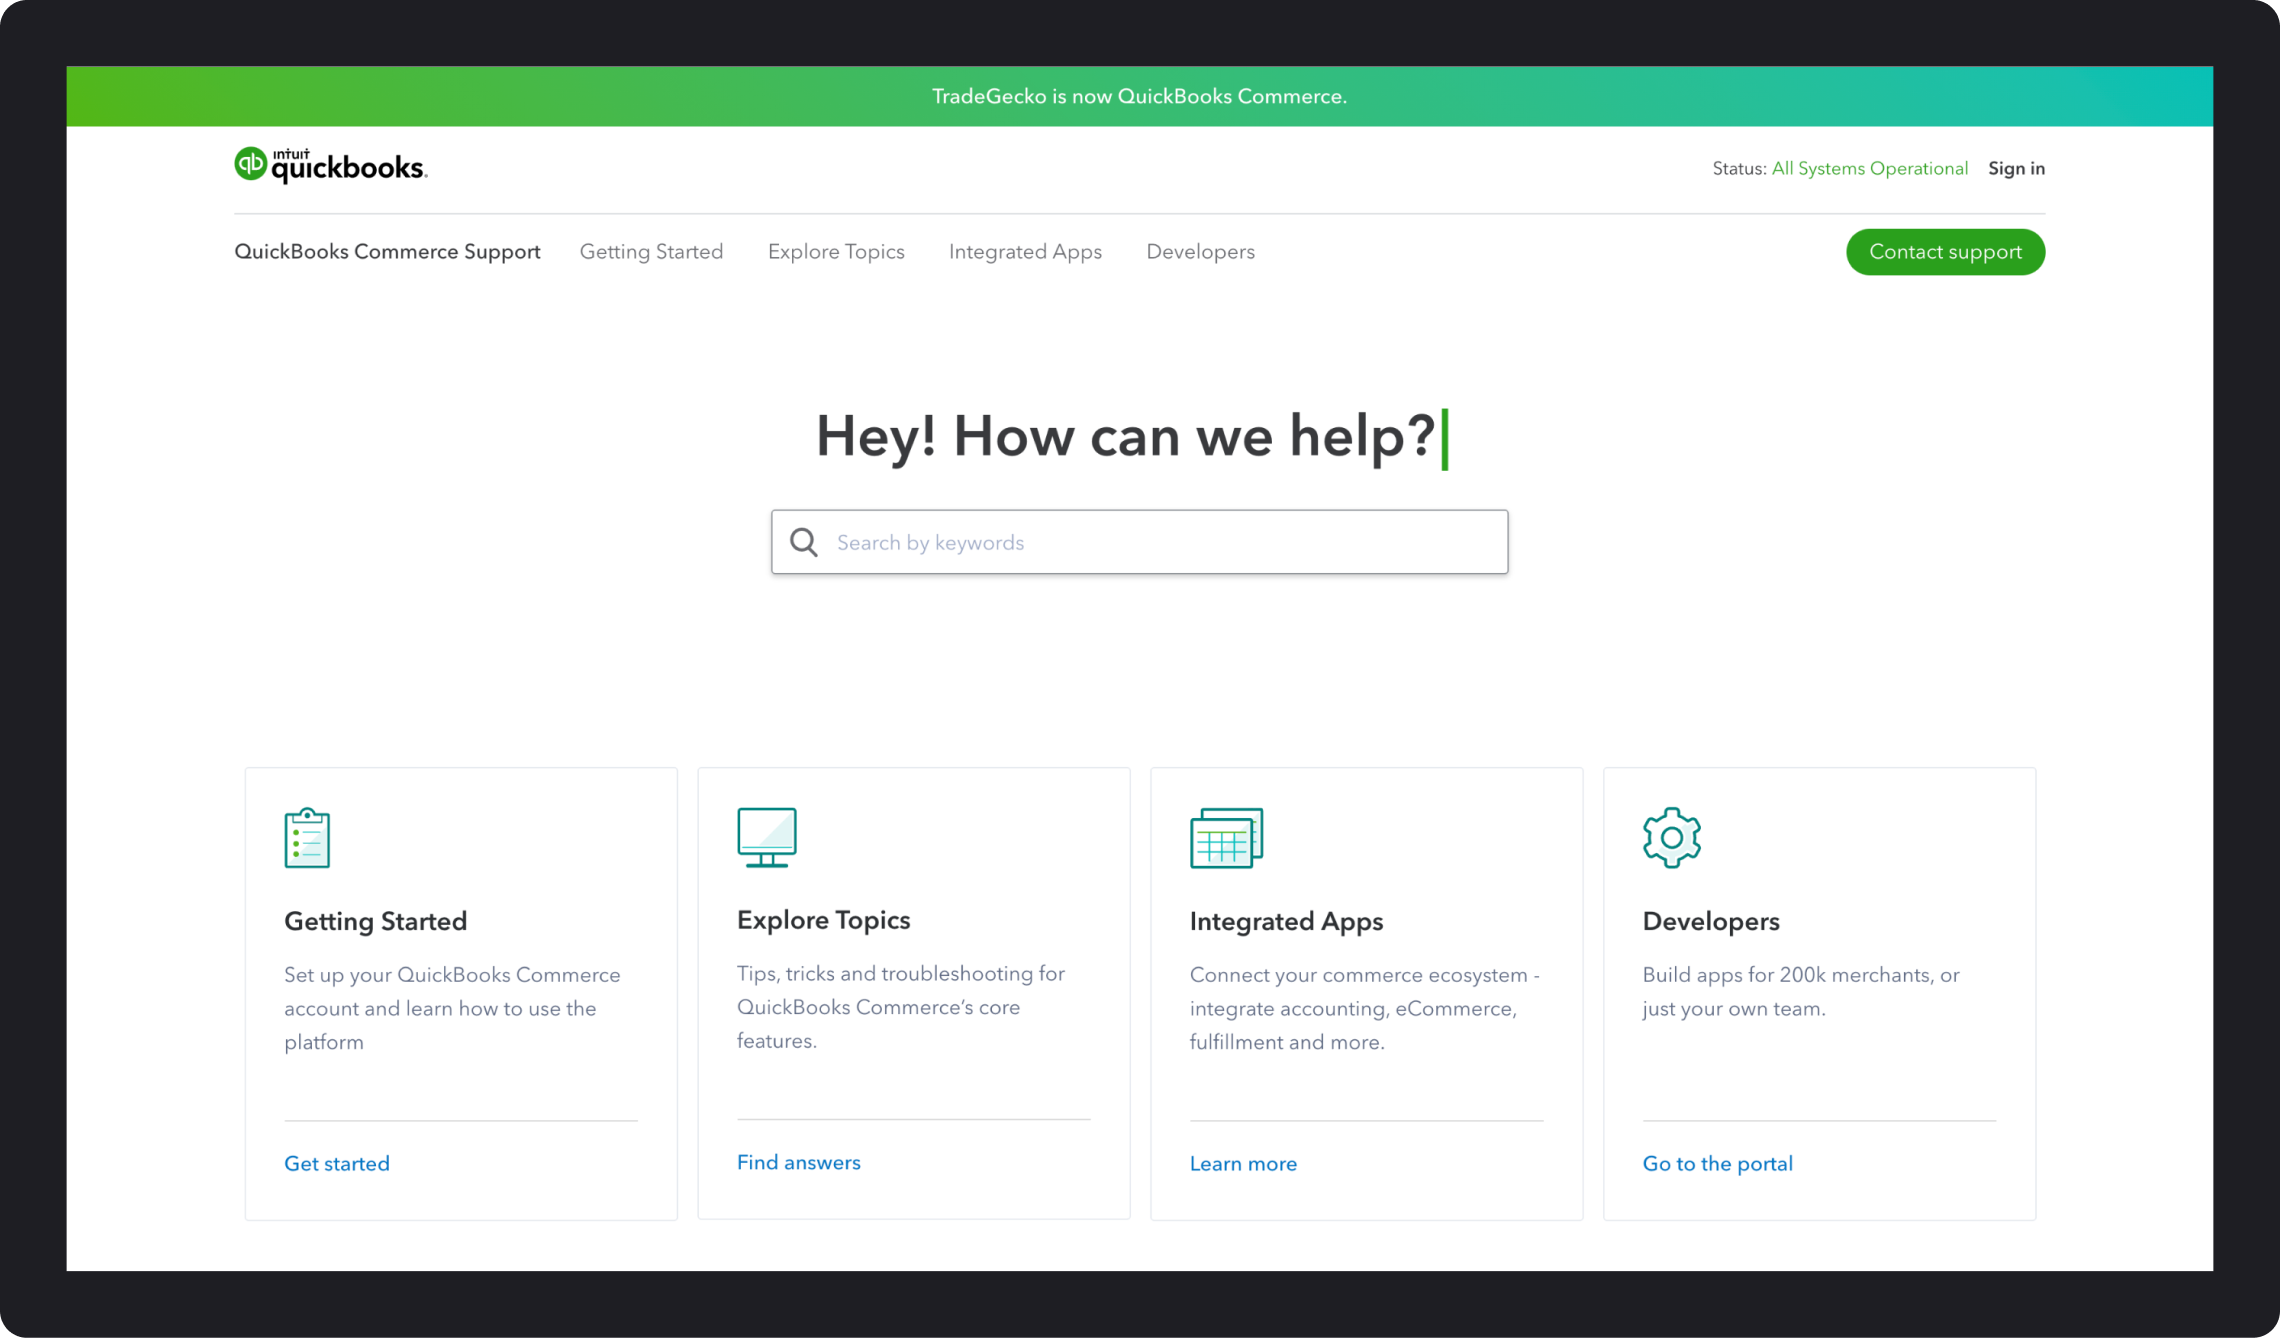 TradeGecko is now QuickBooks Commerce.
qb
intuit
quickbooks.
Status: All Systems Operational
Sign in
QuickBooks Commerce Support
Getting Started
Explore Topics
Integrated Apps
Developers
Contact support
Hey! How can we help?
Search by keywords
Getting Started
Set up your QuickBooks Commerce
account and learn how to use the
platform
Get started
Explore Topics
Tips, tricks and troubleshooting for
QuickBooks Commerce’s core
features.
Find answers
Integrated Apps
Connect your commerce ecosystem -
integrate accounting, eCommerce,
fulfillment and more.
Learn more
Developers
Build apps for 200k merchants, or
just your own team.
Go to the portal